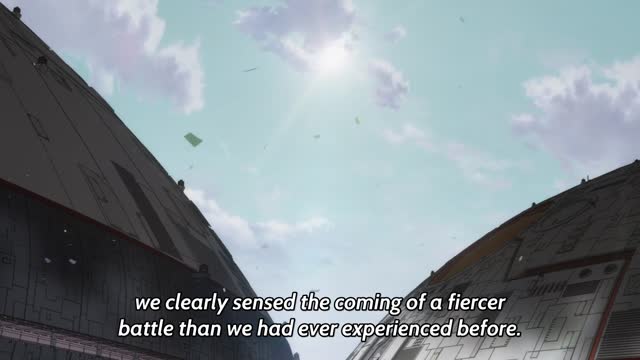 we clearly sensed the coming of a fiercer
battle than we had ever experienced before.